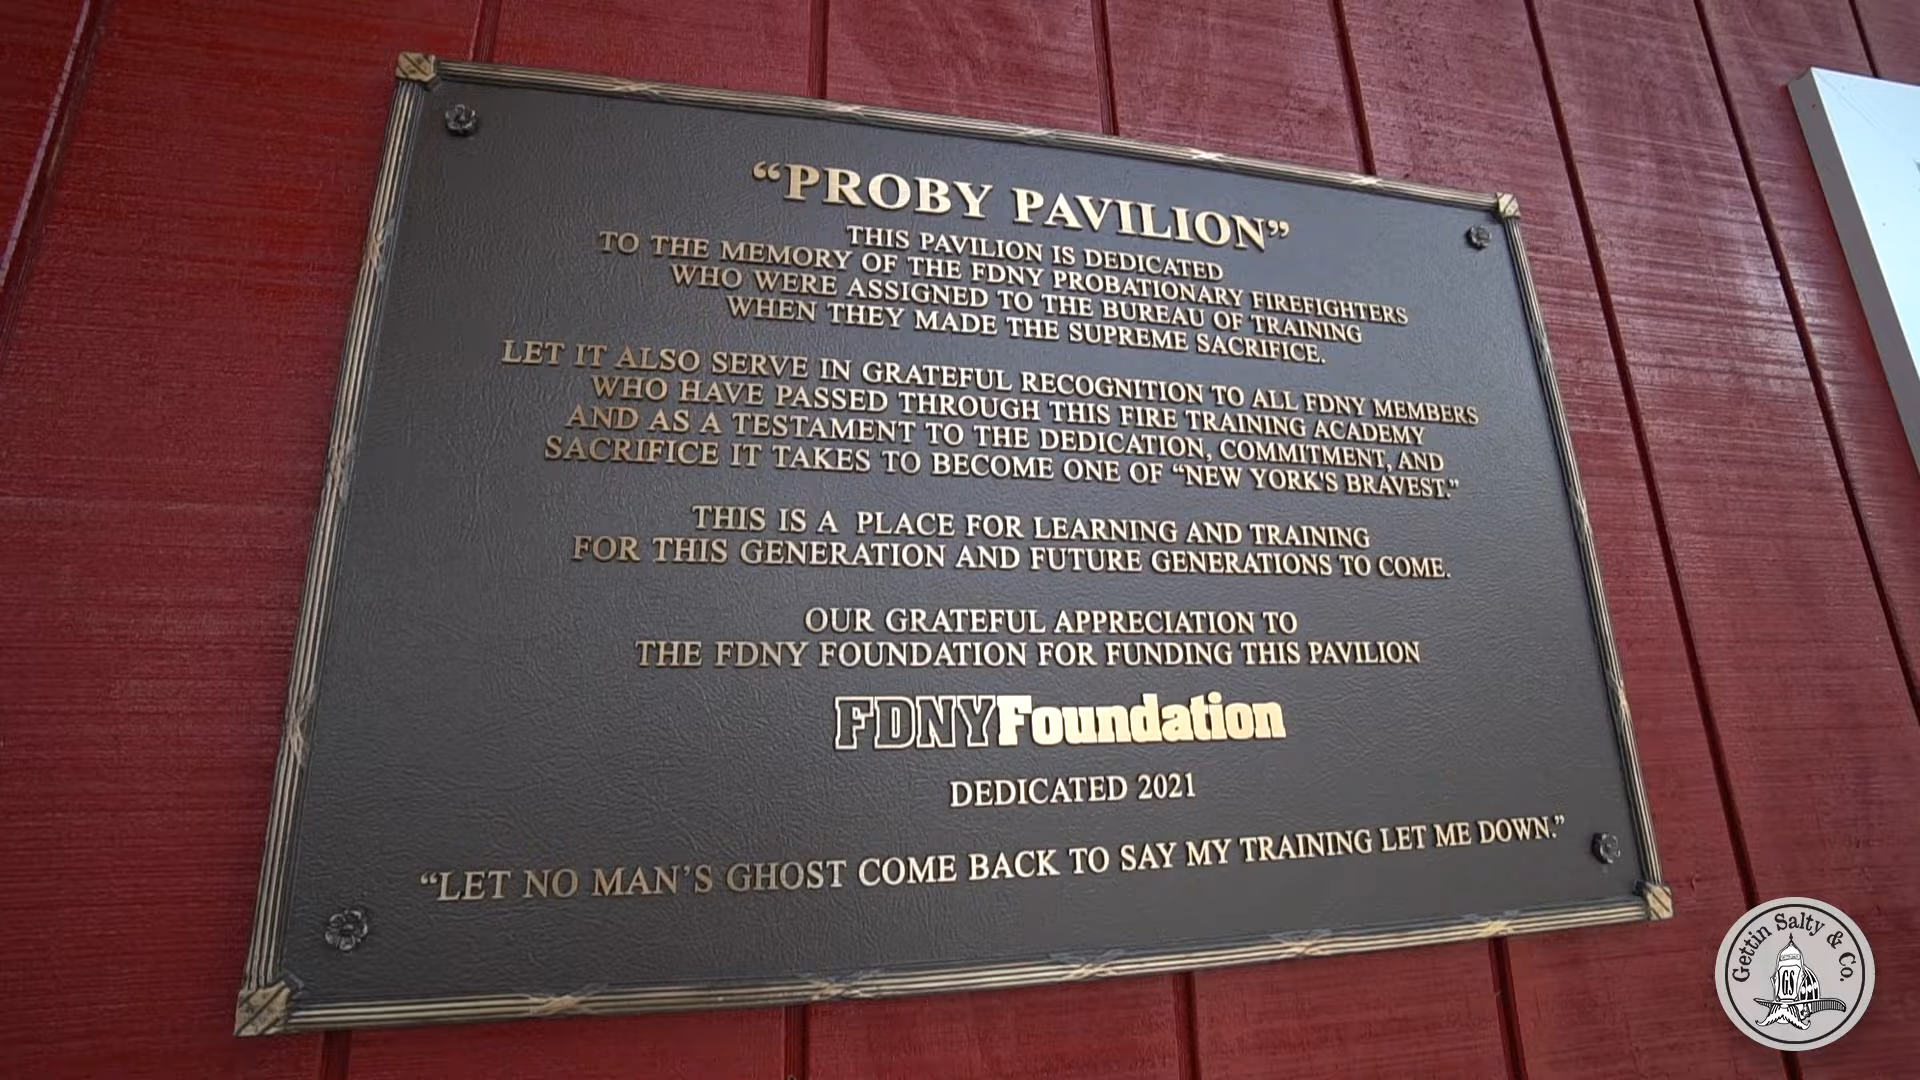 “PROBY PAVILION”
THIS PAVILION IS DEDICATED
TO THE MEMORY OF THE FDNY PROBATIONARY FIREFIGHTERS
WHO WERE ASSIGNED TO THE BUREAU OF TRAINING
WHEN THEY MADE THE SUPREME SACRIFICE.
LET IT ALSO SERVE IN GRATEFUL RECOGNITION TO ALL FDNY MEMBERS
WHO HAVE PASSED THROUGH THIS FIRE TRAINING ACADEMY
AND AS A TESTAMENT TO THE DEDICATION, COMMITMENT, AND
SACRIFICE IT TAKES TO BECOME ONE OF “NEW YORK'S BRAVEST.”
THIS IS A PLACE FOR LEARNING AND TRAINING
FOR THIS GENERATION AND FUTURE GENERATIONS TO COME.
OUR GRATEFUL APPRECIATION TO
THE FDNY FOUNDATION FOR FUNDING THIS PAVILION
FDNYFoundation
DEDICATED 2021
“LET NO MAN’S GHOST COME BACK TO SAY MY TRAINING LET ME DOWN.”
Gettin Salty & Co.
GS